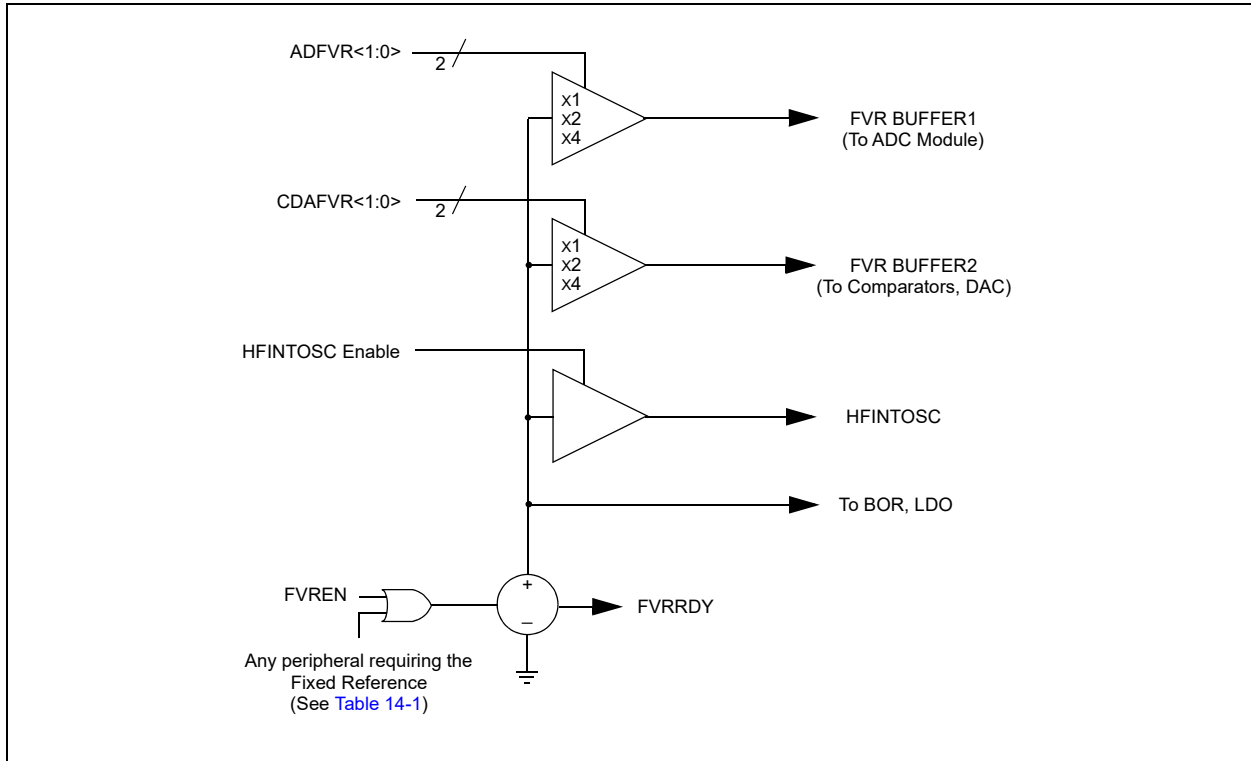 ADFVR<1:0>
2
X1
X2
X4
FVR BUFFER1
(To ADC Module)
CDAFVR<1:0>
2
X1
X2
X4
FVR BUFFER2
(To Comparators, DAC)
HFINTOSC Enable
HFINTOSC
To BOR, LDO
FVREN
+
_
FVRRDY
Any peripheral requiring the
Fixed Reference
(See Table 14-1)